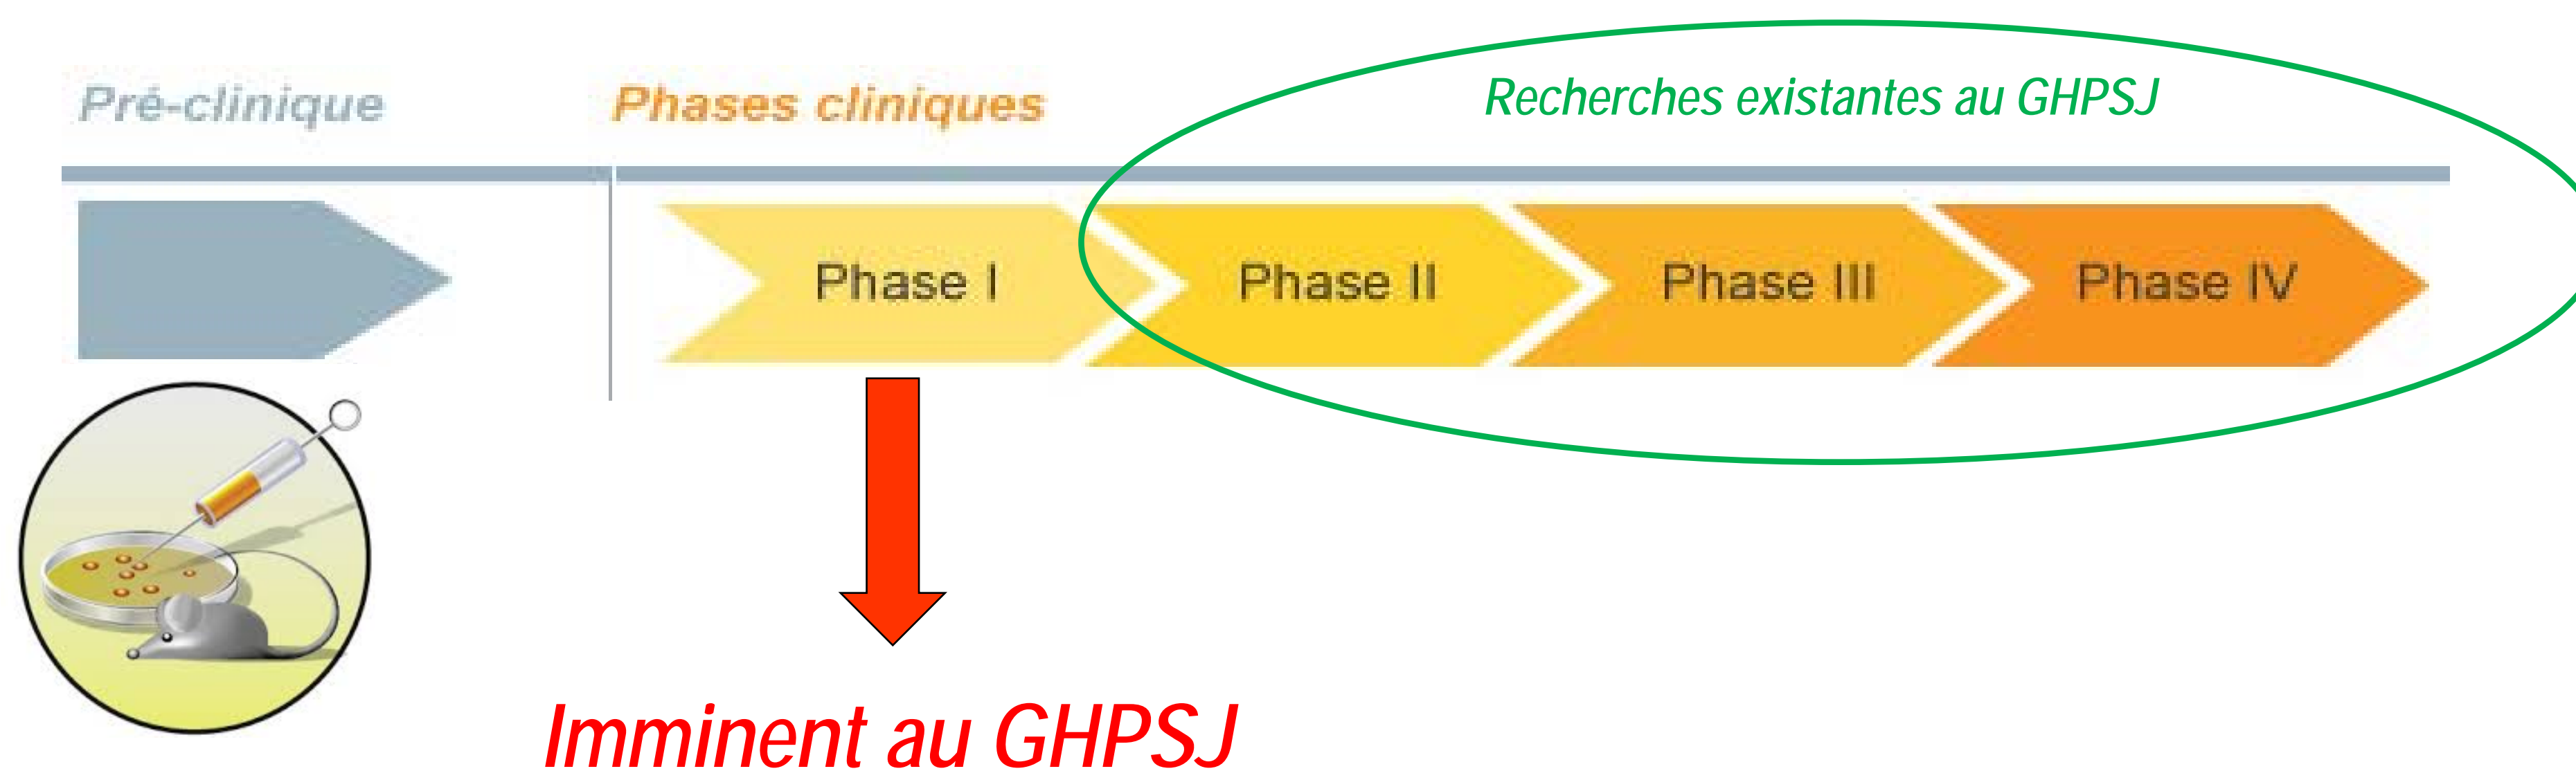 Pré-clinique
Phases cliniques
Recherches existantes au GHPSJ
Phase I
Phase II
Phase III
Phase IV
Imminent au GHPSJ